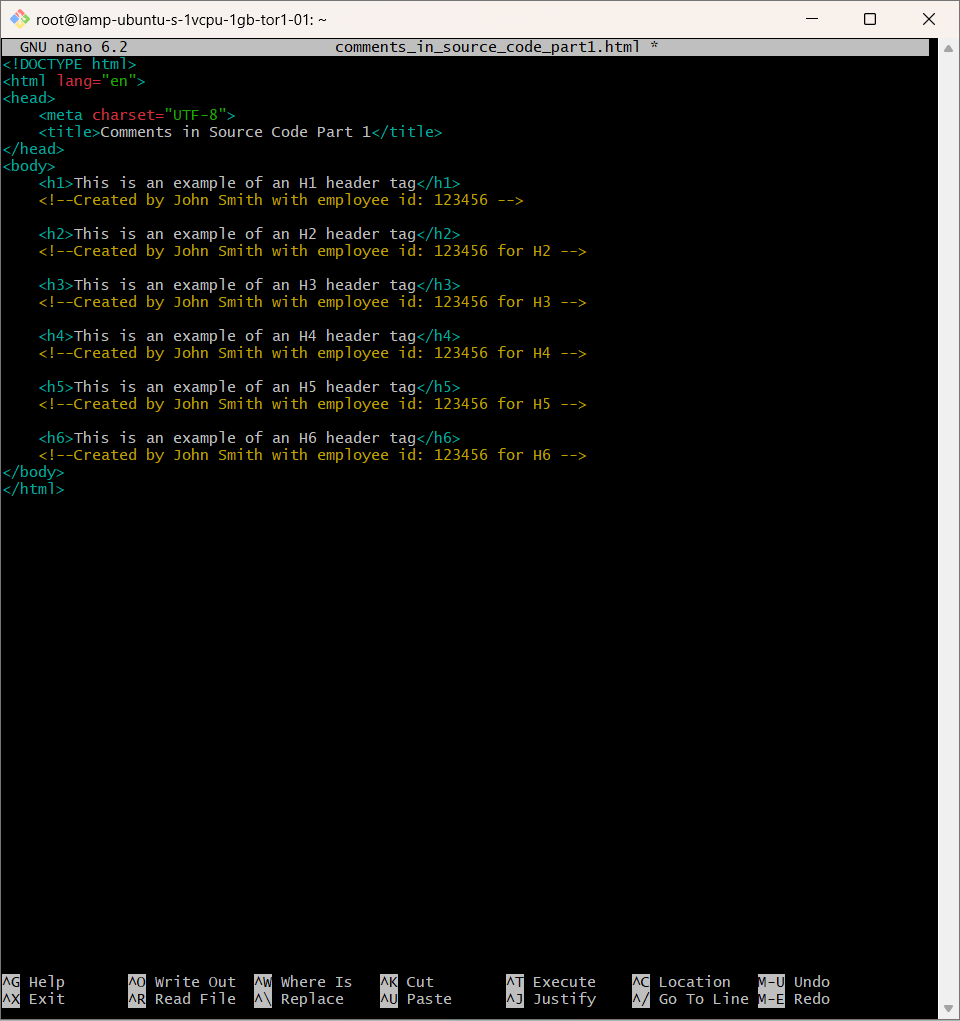 root@lamp-ubuntu-s-1vcpu-1gb-tor1-01: ~
GNU nano 6.2 comments_in_source_code_part1.html *
<!DOCTYPE html>
<html lang="en">
<head>
    <meta charset="UTF-8">
    <title>Comments in Source Code Part 1</title>
</head>
<body>
    <h1>This is an example of an H1 header tag</h1>
    <!--Created by John Smith with employee id: 123456 -->

    <h2>This is an example of an H2 header tag</h2>
    <!--Created by John Smith with employee id: 123456 for H2 -->

    <h3>This is an example of an H3 header tag</h3>
    <!--Created by John Smith with employee id: 123456 for H3 -->

    <h4>This is an example of an H4 header tag</h4>
    <!--Created by John Smith with employee id: 123456 for H4 -->

    <h5>This is an example of an H5 header tag</h5>
    <!--Created by John Smith with employee id: 123456 for H5 -->

    <h6>This is an example of an H6 header tag</h6>
    <!--Created by John Smith with employee id: 123456 for H6 -->
</body>
</html>
^G Help ^O Write Out ^W Where Is ^K Cut ^T Execute ^C Location M-U Undo
^X Exit ^R Read File ^\ Replace ^U Paste ^J Justify ^/ Go To Line M-E Redo